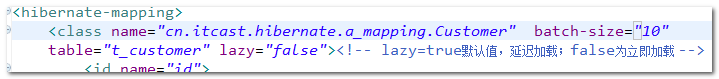 <hibernate-mapping>
<class name="cn.itcast.hibernate.a_mapping.Customer"  batch-size="10"
table="t_customer" lazy="false"><!-- lazy=true默认值，延迟加载；false为立即加载 -->
<id name="id">